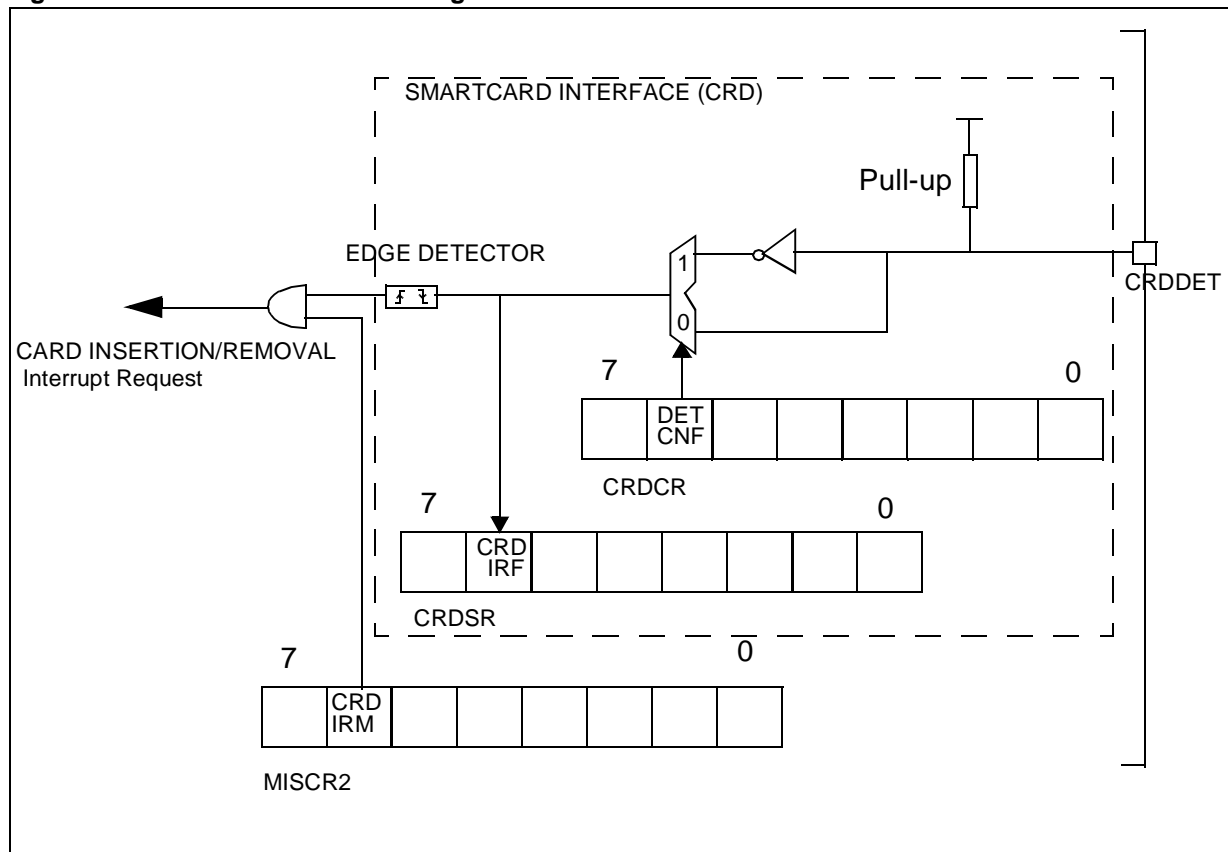 SMARTCARD INTERFACE (CRD)
Pull-up
EDGE DETECTOR
1
CRDDET
0
CARD INSERTION/REMOVAL
Interrupt Request
7
0
DET
CNF
CRDCR
7
0
CRD
IRF
CRDSR
7
0
CRD
IRM
MISCR2